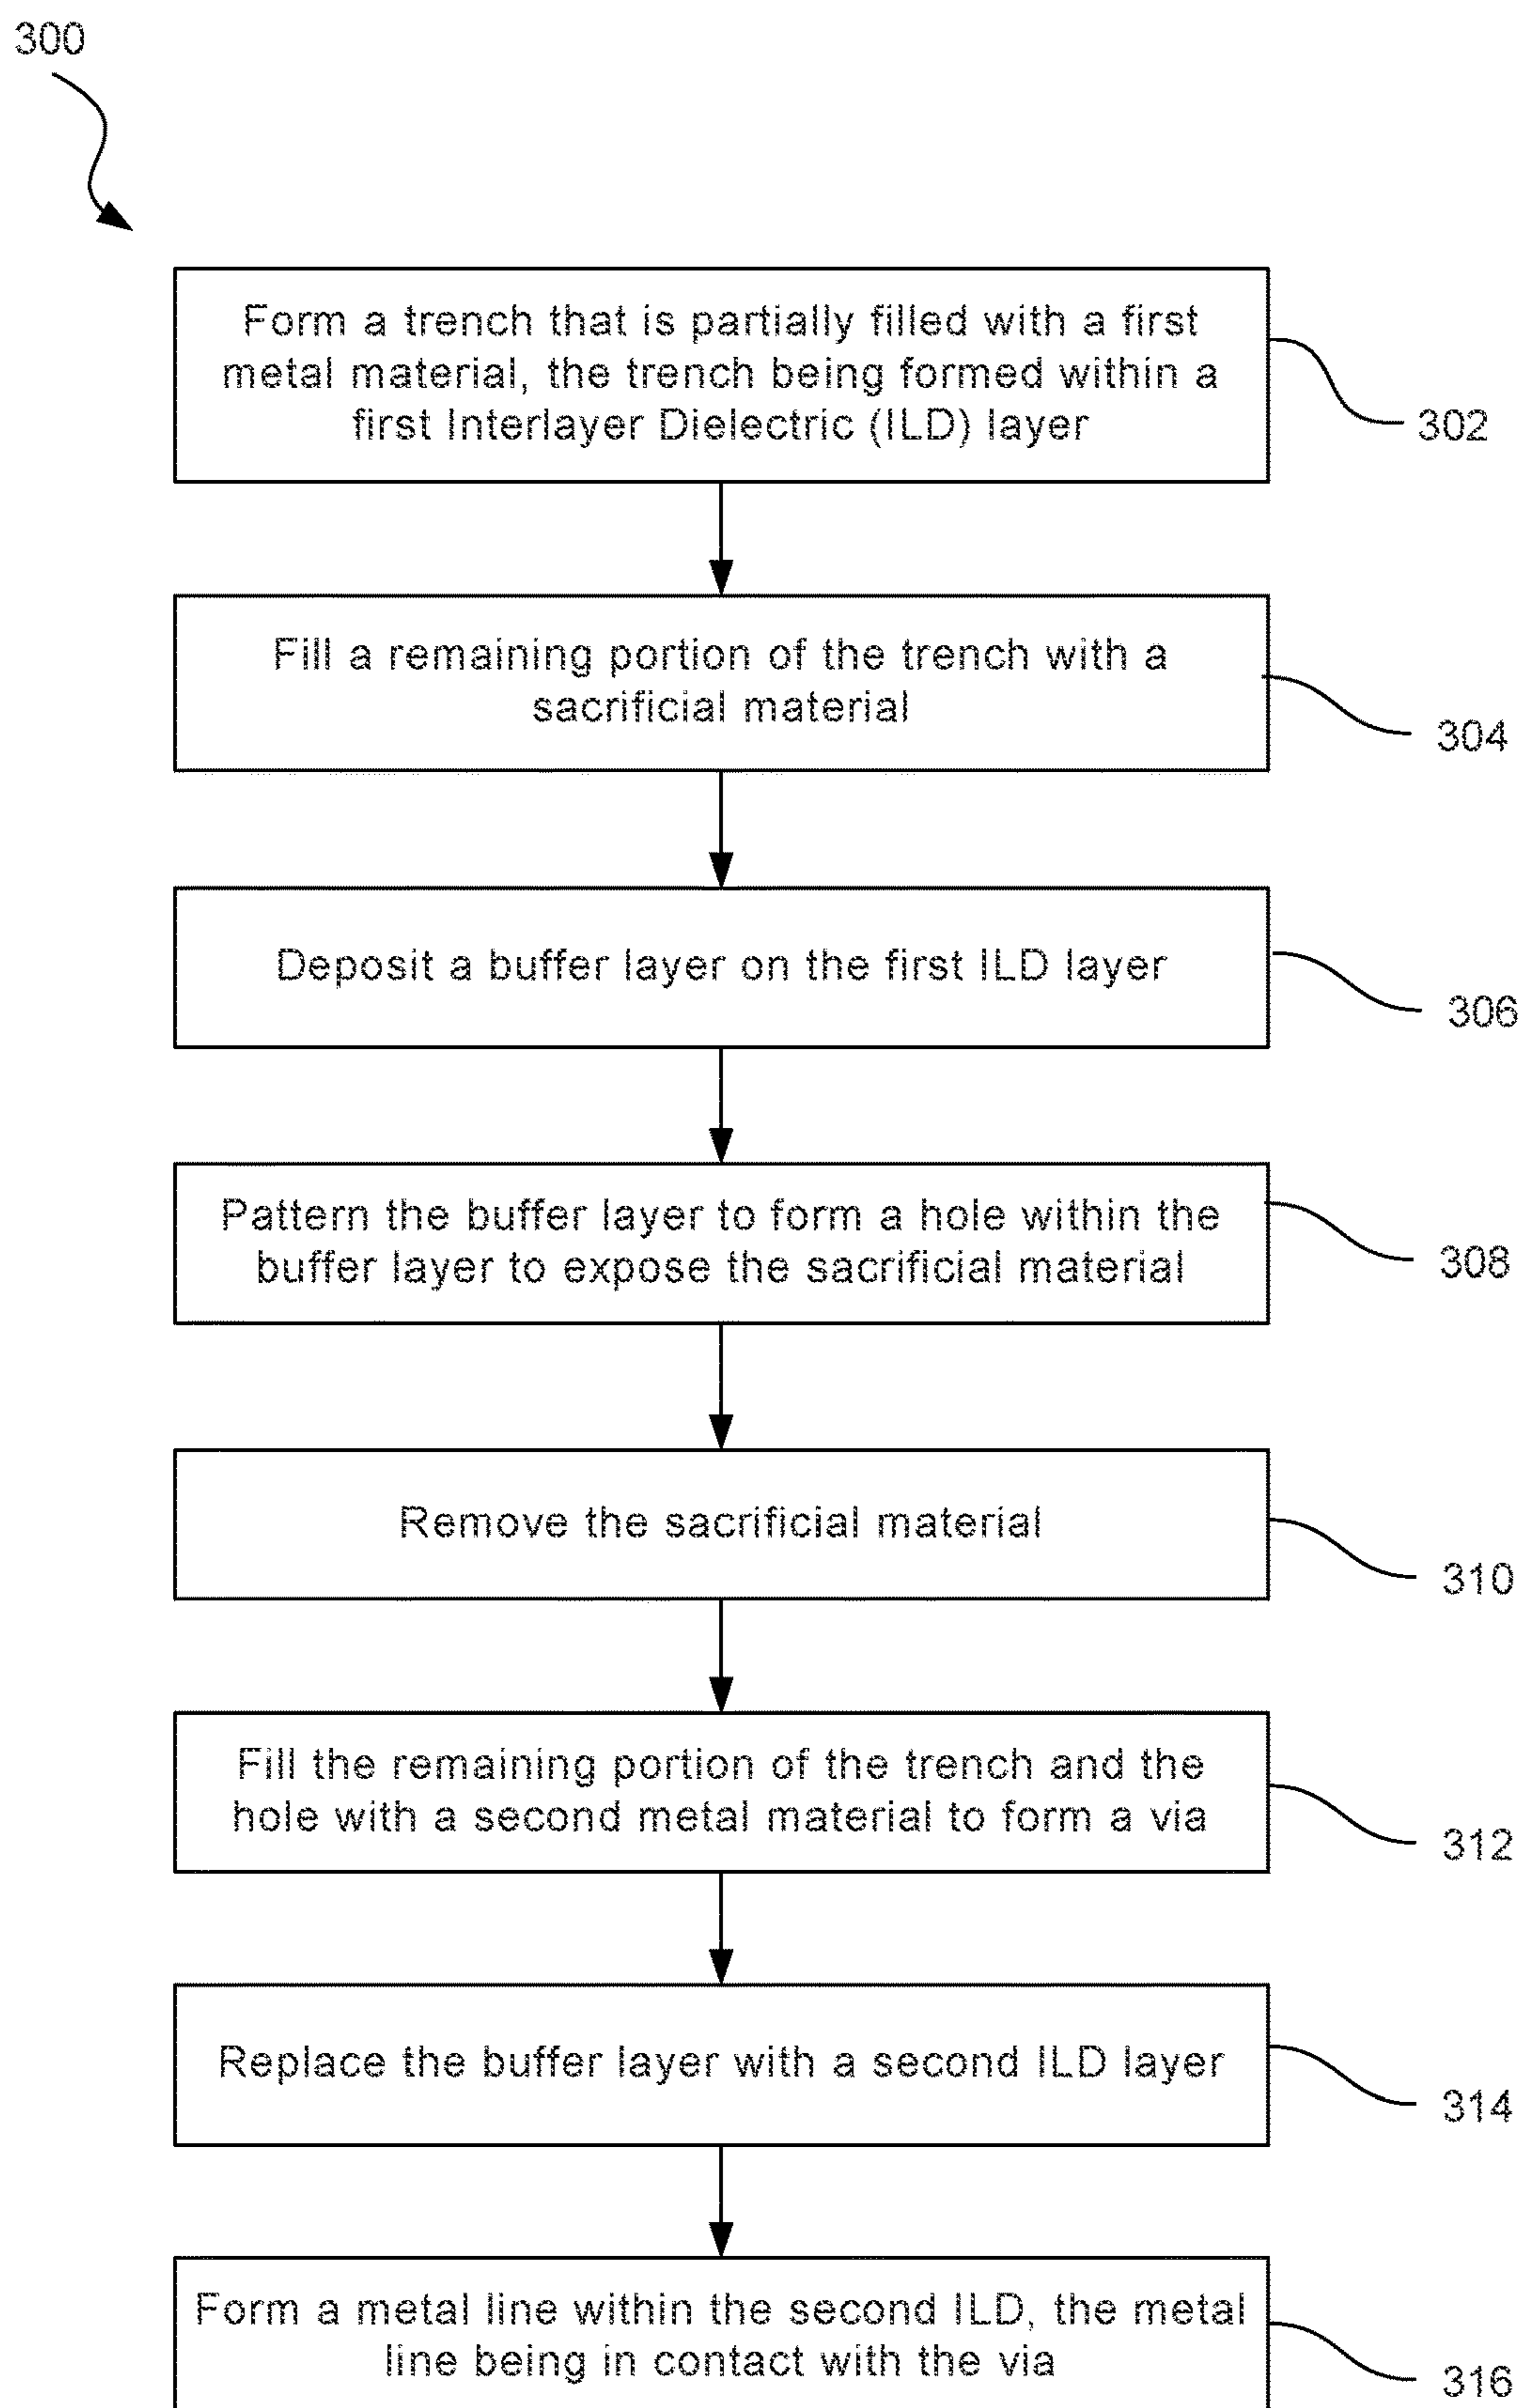 300
Form a trench that is partially filled with a first
metal material, the trench being formed within a
first Interlayer Dielectric (ILD) layer
302
Fill a remaining portion of the trench with a
sacrificial material
304
Deposit a buffer layer on the first ILD layer
306
Pattern the buffer layer to form a hole within the
buffer layer to expose the sacrificial material
308
Remove the sacrificial material
310
Fill the remaining portion of the trench and the
hole with a second metal material to form a via
312
Replace the buffer layer with a second ILD layer
314
Form a metal line within the second ILD, the metal
line being in contact with the via
316